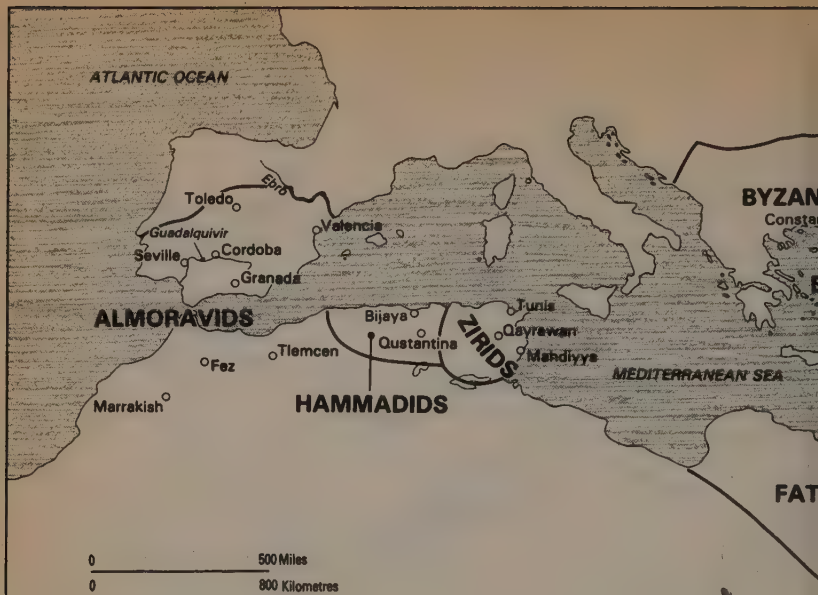 ATLANTIC OCEAN
BYZAN
Constan
Ebro
Toledo
Valencia
Guadalquivir
Seville
Cordoba
Granada
ALMORAVIDS
Bijaya
Tunis
ZIRIDS
Qayrawan
Qustantina
Mahdiyya
Tlemcen
Fez
MEDITERRANEAN SEA
HAMMADIDS
Marrakish
FAT
0 500 Miles
0 800 Kilometres